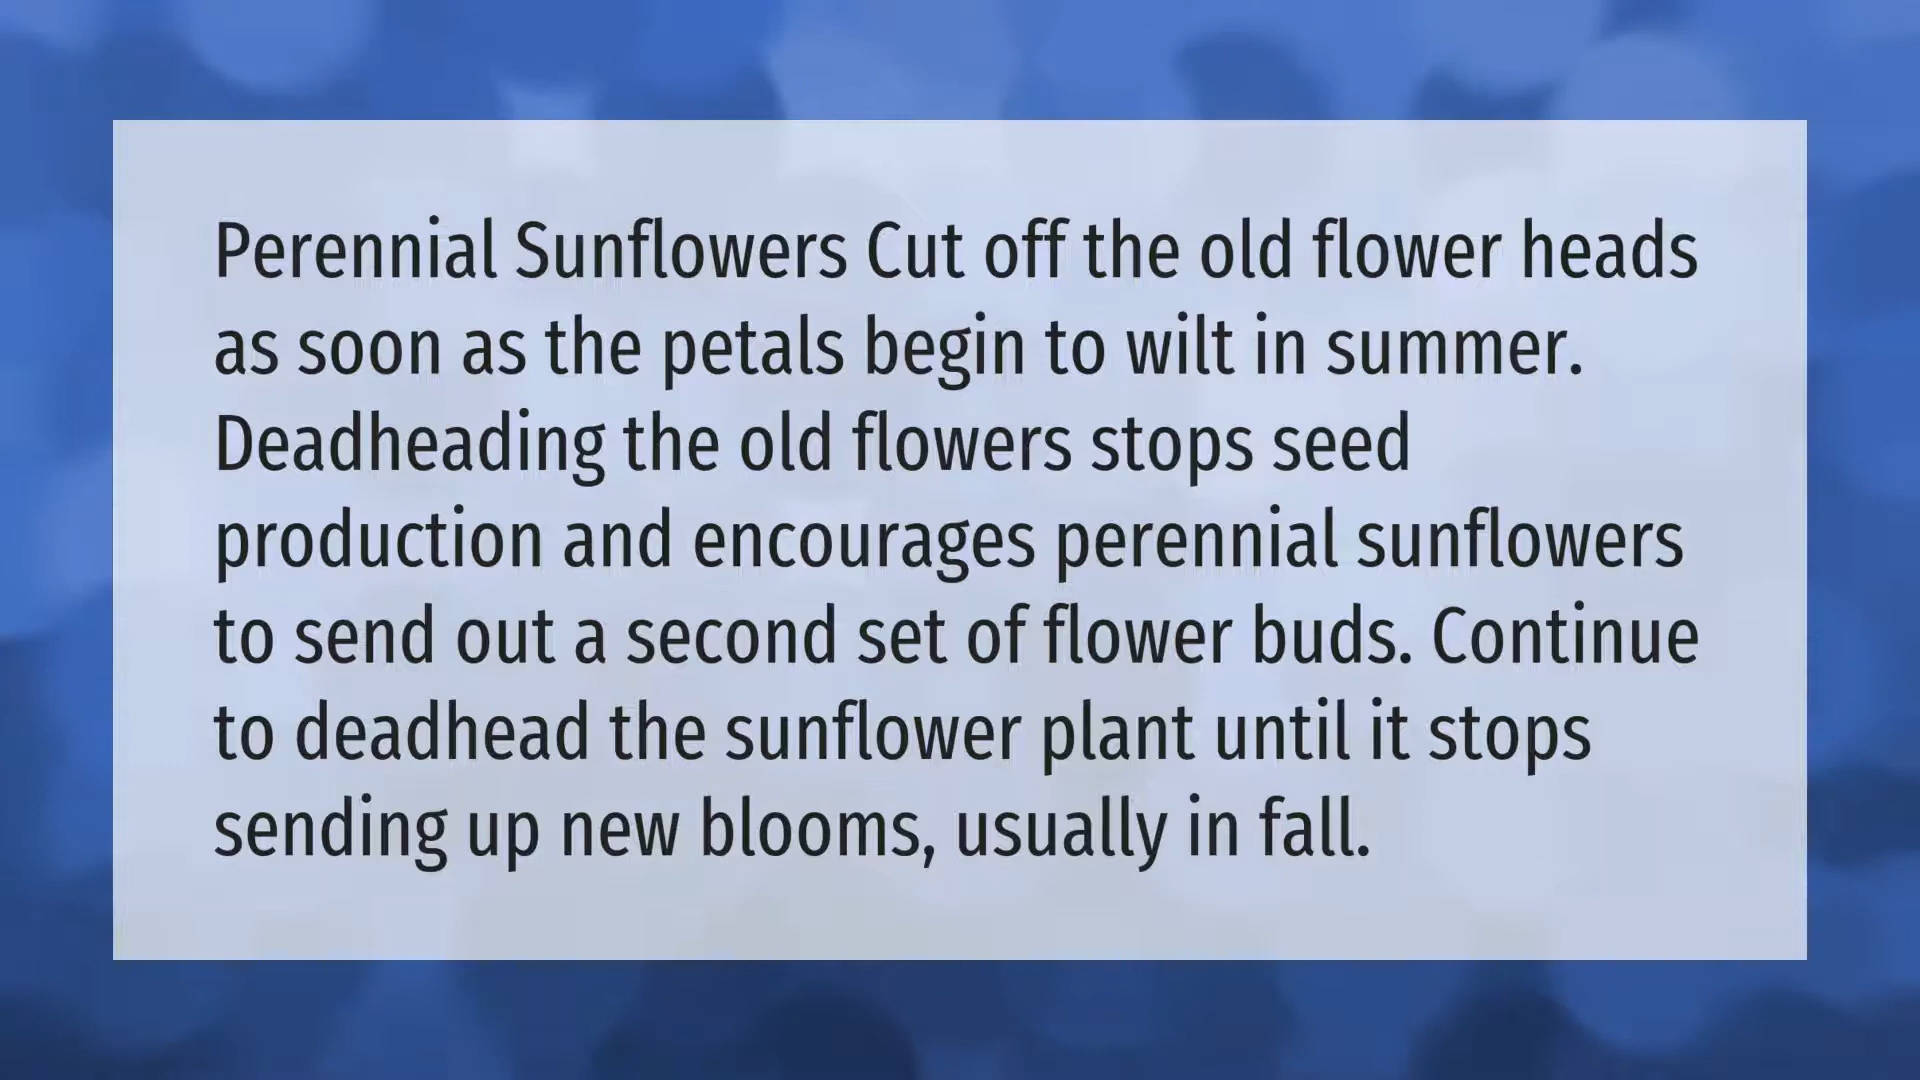 Perennial Sunflowers Cut off the old flower heads
as soon as the petals begin to wilt in summer.
Deadheading the old flowers stops seed
production and encourages perennial sunflowers
to send out a second set of flower buds. Continue
to deadhead the sunflower plant until it stops
sending up new blooms, usually in fall.